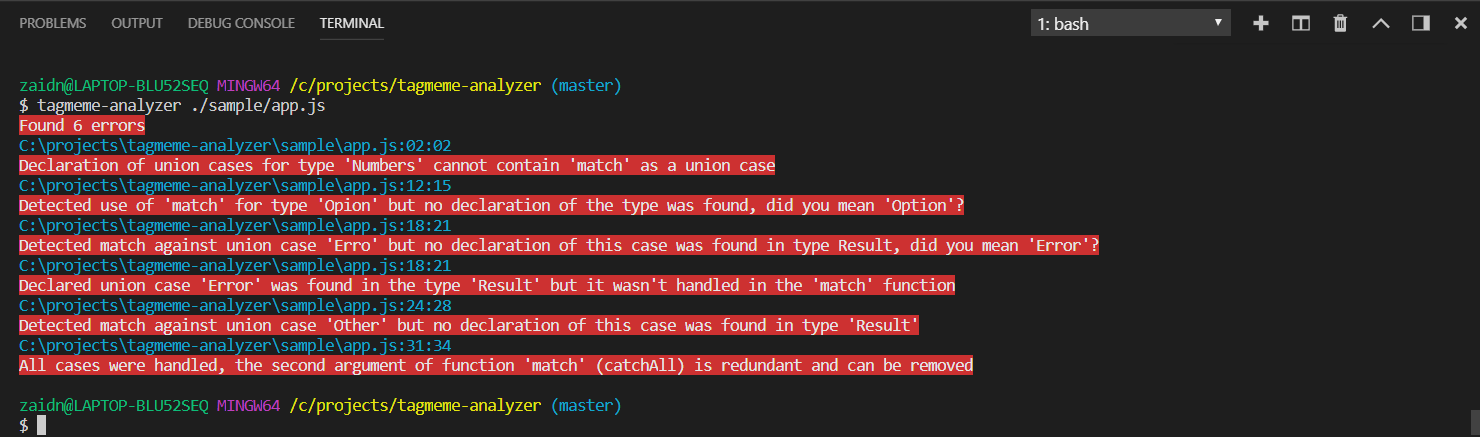 PROBLEMS OUTPUT DEBUG CONSOLE TERMINAL 1: bash
zaidn@LAPTOP-BLU52SEQ MINGW64 /c/projects/tagmeme-analyzer (master)
$ tagmeme-analyzer ./sample/app.js
Found 6 errors
C:\projects\tagmeme-analyzer\sample\app.js:02:02
Declaration of union cases for type 'Numbers' cannot contain 'match' as a union case
C:\projects\tagmeme-analyzer\sample\app.js:12:15
Detected use of 'match' for type 'Opion' but no declaration of the type was found, did you mean 'Option'?
C:\projects\tagmeme-analyzer\sample\app.js:18:21
Detected match against union case 'Erro' but no declaration of this case was found in type Result, did you mean 'Error'?
C:\projects\tagmeme-analyzer\sample\app.js:18:21
Declared union case 'Error' was found in the type 'Result' but it wasn't handled in the 'match' function
C:\projects\tagmeme-analyzer\sample\app.js:24:28
Detected match against union case 'Other' but no declaration of this case was found in type 'Result'
C:\projects\tagmeme-analyzer\sample\app.js:31:34
All cases were handled, the second argument of function 'match' (catchAll) is redundant and can be removed
zaidn@LAPTOP-BLU52SEQ MINGW64 /c/projects/tagmeme-analyzer (master)
$